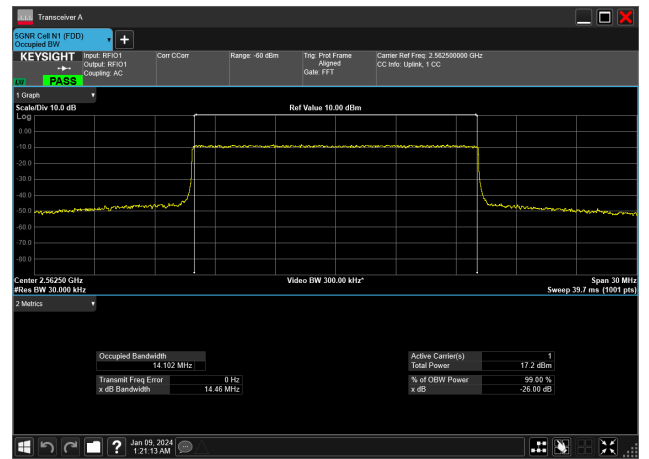 Transceiver A
5GNR Cell N1 (FDD)
Occupied BW
KEYSIGHT
LW
PASS
Input: RFIO1
Output: RFIO1
Coupling: AC
Corr CCorr
Range: -60 dBm
Trig: Prot Frame
Aligned
Gate: FFT
Carrier Ref Freq: 2.562500000 GHz
CC Info: Uplink, 1 CC
1 Graph
Scale/Div 10.0 dB
Ref Value 10.00 dBm
Log
0.00
-10.0
-20.0
-30.0
-40.0
-50.0
-60.0
-70.0
-80.0
Center 2.56250 GHz
Video BW 300.00 kHz*
Span 30 MHz
#Res BW 30.000 kHz
Sweep 39.7 ms (1001 pts)
2 Metrics
Occupied Bandwidth
14.102 MHz
Transmit Freq Error 0 Hz
x dB Bandwidth 14.46 MHz
Active Carrier(s) 1
Total Power 17.2 dBm
% of OBW Power 99.00 %
x dB -26.00 dB
?
Jan 09, 2024
1:21:13 AM